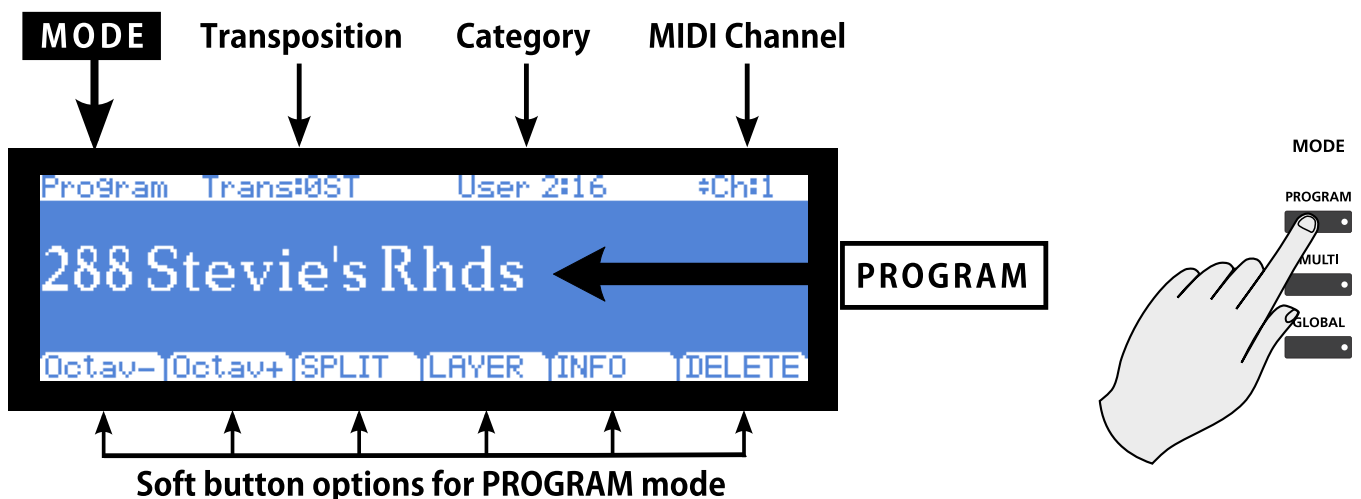 MODE Transposition Category MIDI Channel
Program Trans:0ST User 2:16 ÷Ch:1
288 Stevie's Rhds
Octav- Octav+ SPLIT LAYER INFO DELETE
PROGRAM
Soft button options for PROGRAM mode
MODE
PROGRAM
MULTI
GLOBAL